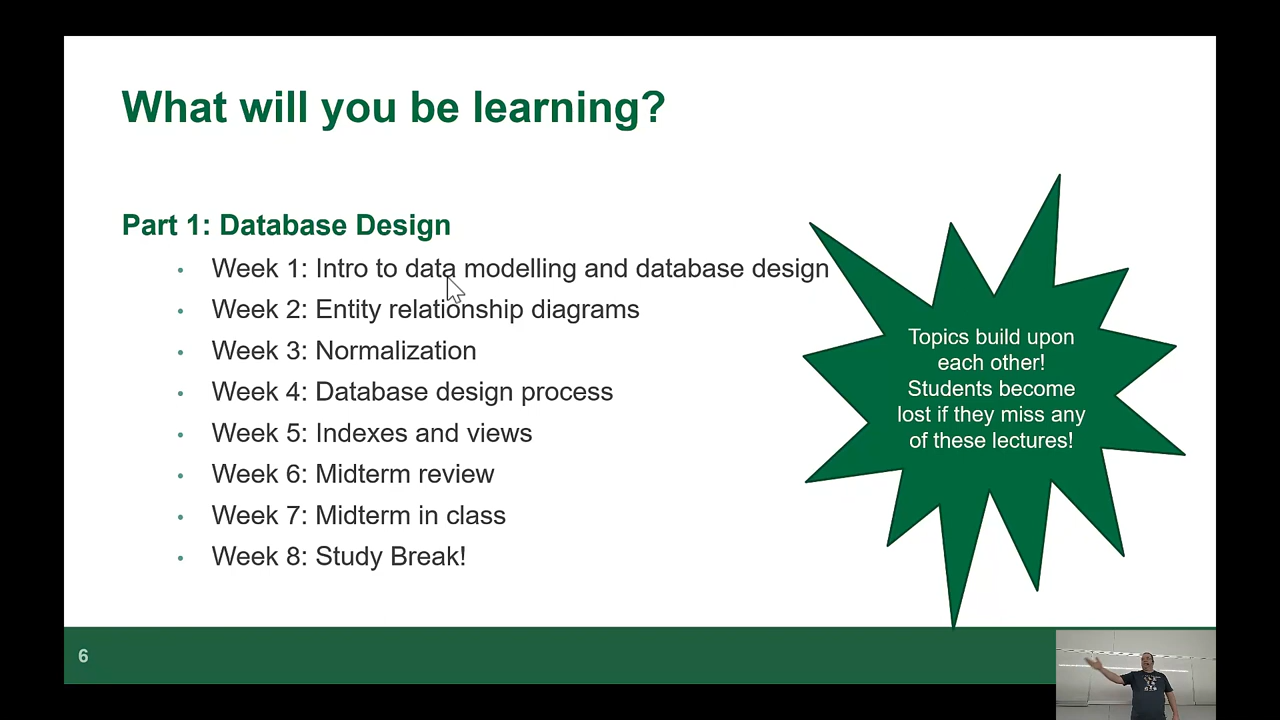 What will you be learning?
Part 1: Database Design
• Week 1: Intro to data modelling and database design
• Week 2: Entity relationship diagrams
• Week 3: Normalization
• Week 4: Database design process
• Week 5: Indexes and views
• Week 6: Midterm review
• Week 7: Midterm in class
• Week 8: Study Break!
Topics build upon
each other!
Students become
lost if they miss any
of these lectures!
6